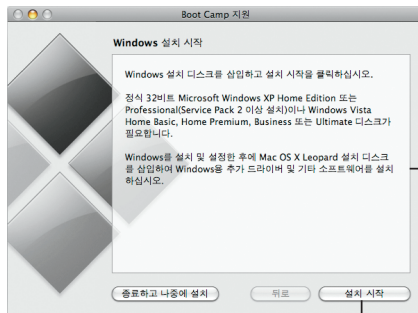 Boot Camp 지원
Windows 설치 시작
Windows 설치 디스크를 삽입하고 설치 시작을 클릭하십시오.
정식 32비트 Microsoft Windows XP Home Edition 또는
Professional(Service Pack 2 이상 설치)이나 Windows Vista
Home Basic, Home Premium, Business 또는 Ultimate 디스크가
필요합니다.
Windows를 설치 및 설정한 후에 Mac OS X Leopard 설치 디스크
를 삽입하여 Windows용 추가 드라이버 및 기타 소프트웨어를 설치
하십시오.
종료하고 나중에 설치
뒤로
설치 시작